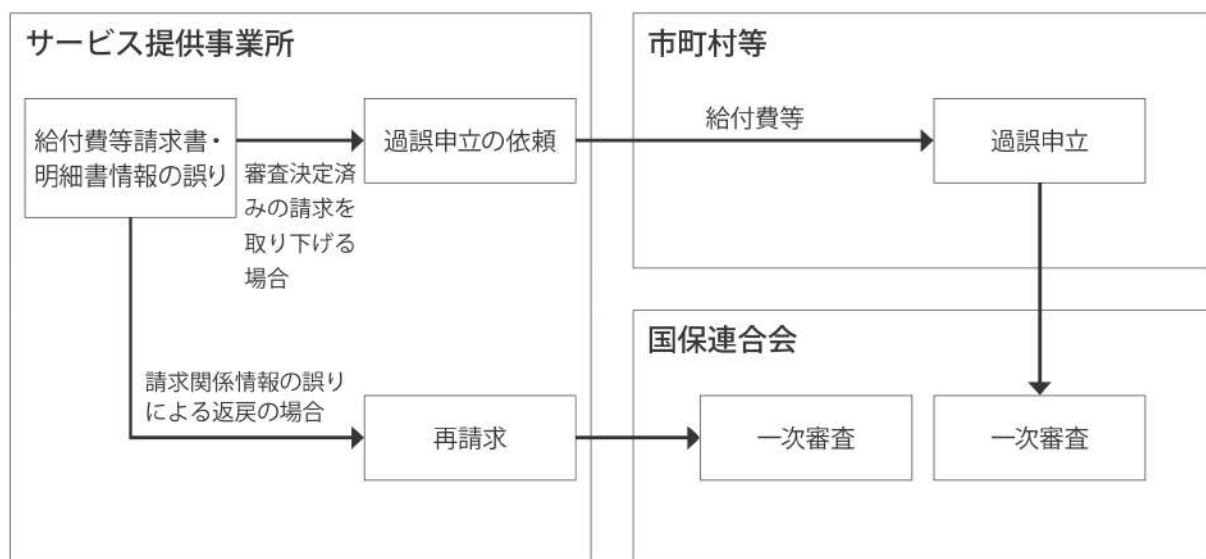 サービス提供事業所
給付費等請求書・
明細書情報の誤り
審査決定済
みの請求を
取り下げる
場合
過誤申立の依頼
請求関係情報の誤り
による返戻の場合
再請求
市町村等
給付費等
過誤申立
国保連合会
一次審査
一次審査